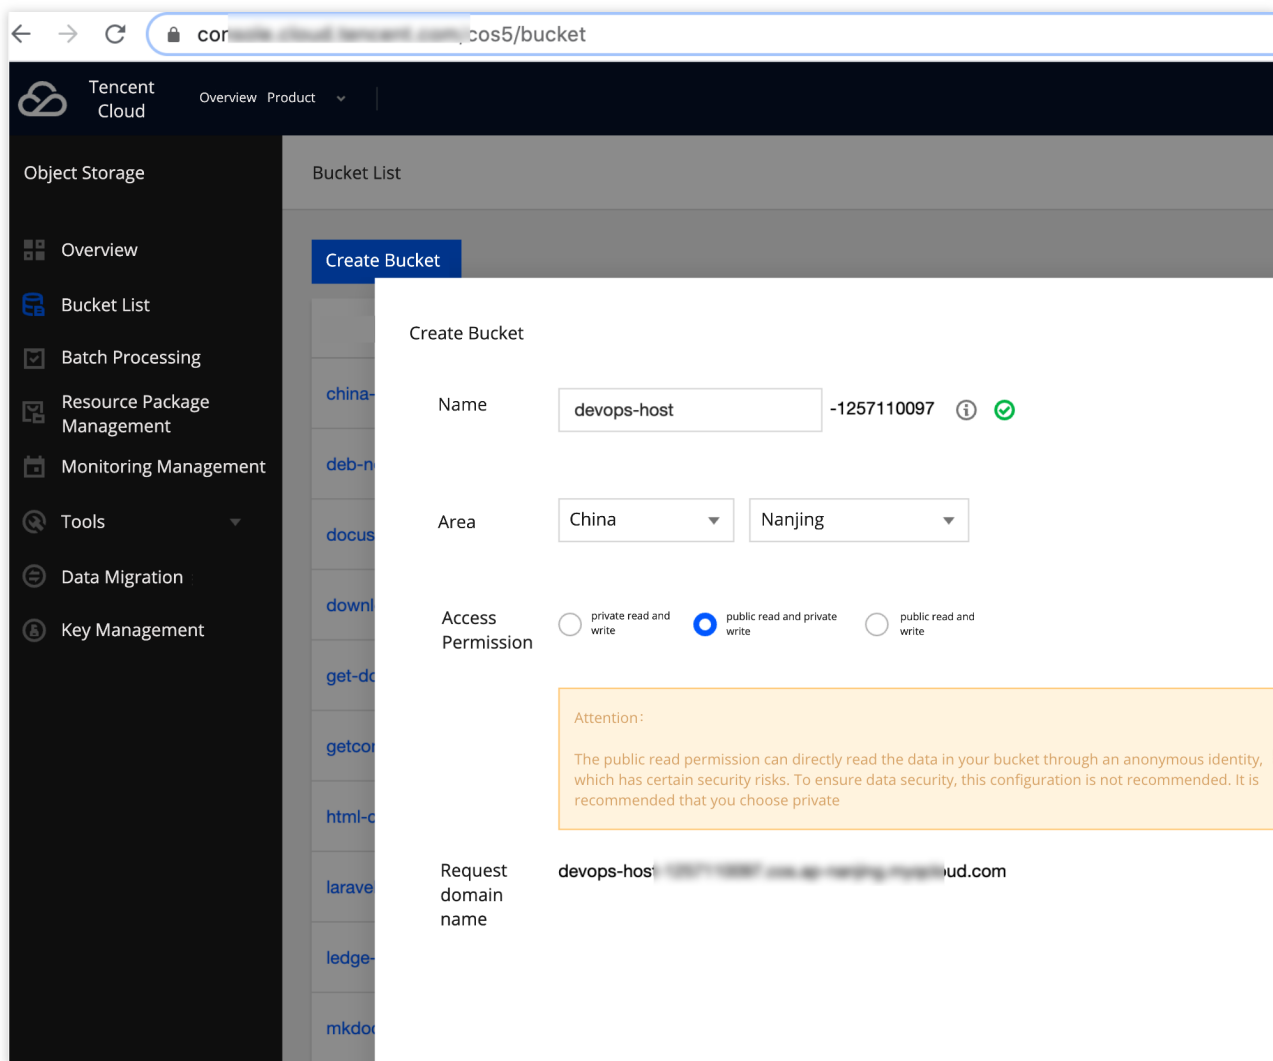 cor cos5/bucket
Tencent
Cloud
Overview Product
Object Storage
Bucket List
Overview
Create Bucket
Bucket List
Create Bucket
Batch Processing
china-
Name
devops-host
-1257110097
Resource Package
Management
Monitoring Management
deb-n
Area
China
Nanjing
Tools
docus
Data Migration
downl
Access
Permission
private read and
write
public read and private
write
public read and
write
Key Management
get-do
Attention:
getcor
The public read permission can directly read the data in your bucket through an anonymous identity,
which has certain security risks. To ensure data security, this configuration is not recommended. It is
recommended that you choose private
html-c
Request
domain
name
devops-host ud.com
larave
ledge-
mkdoc